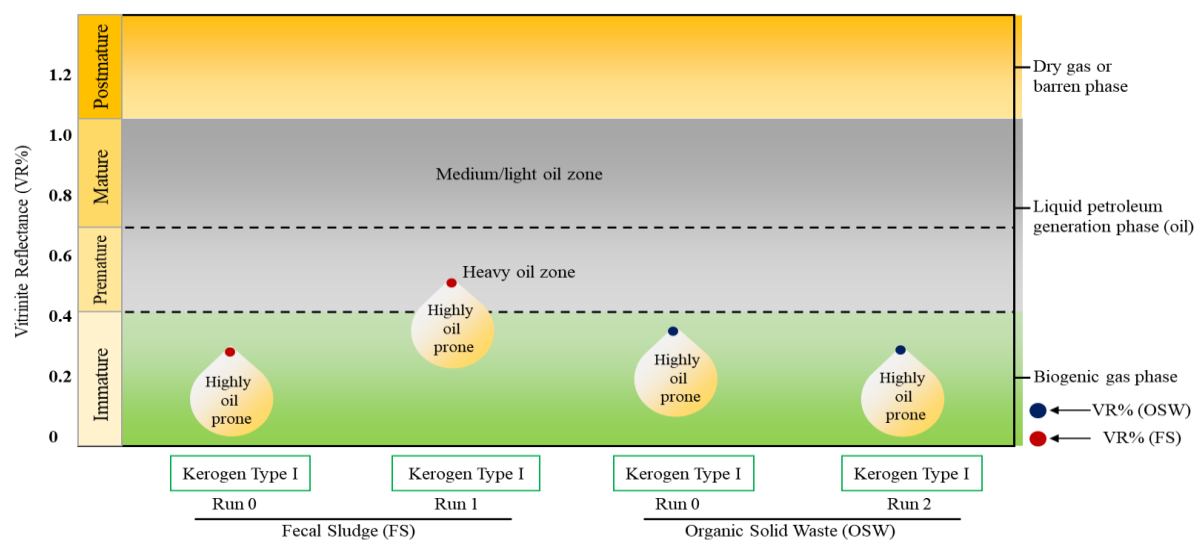 Vitrinite Reflectance (VR%)
1.2
1.0
0.8
0.6
0.4
0.2
0
Postmature
Mature
Premature
Immature
Medium/light oil zone
Heavy oil zone
Highly
oil
prone
Highly
oil
prone
Highly
oil
prone
Highly
oil
prone
Dry gas or
barren phase
Liquid petroleum
generation phase (oil)
Biogenic gas phase
VR% (OSW)
VR% (FS)
Kerogen Type I
Kerogen Type I
Kerogen Type I
Kerogen Type I
Run 0
Run 1
Run 0
Run 2
Fecal Sludge (FS)
Organic Solid Waste (OSW)